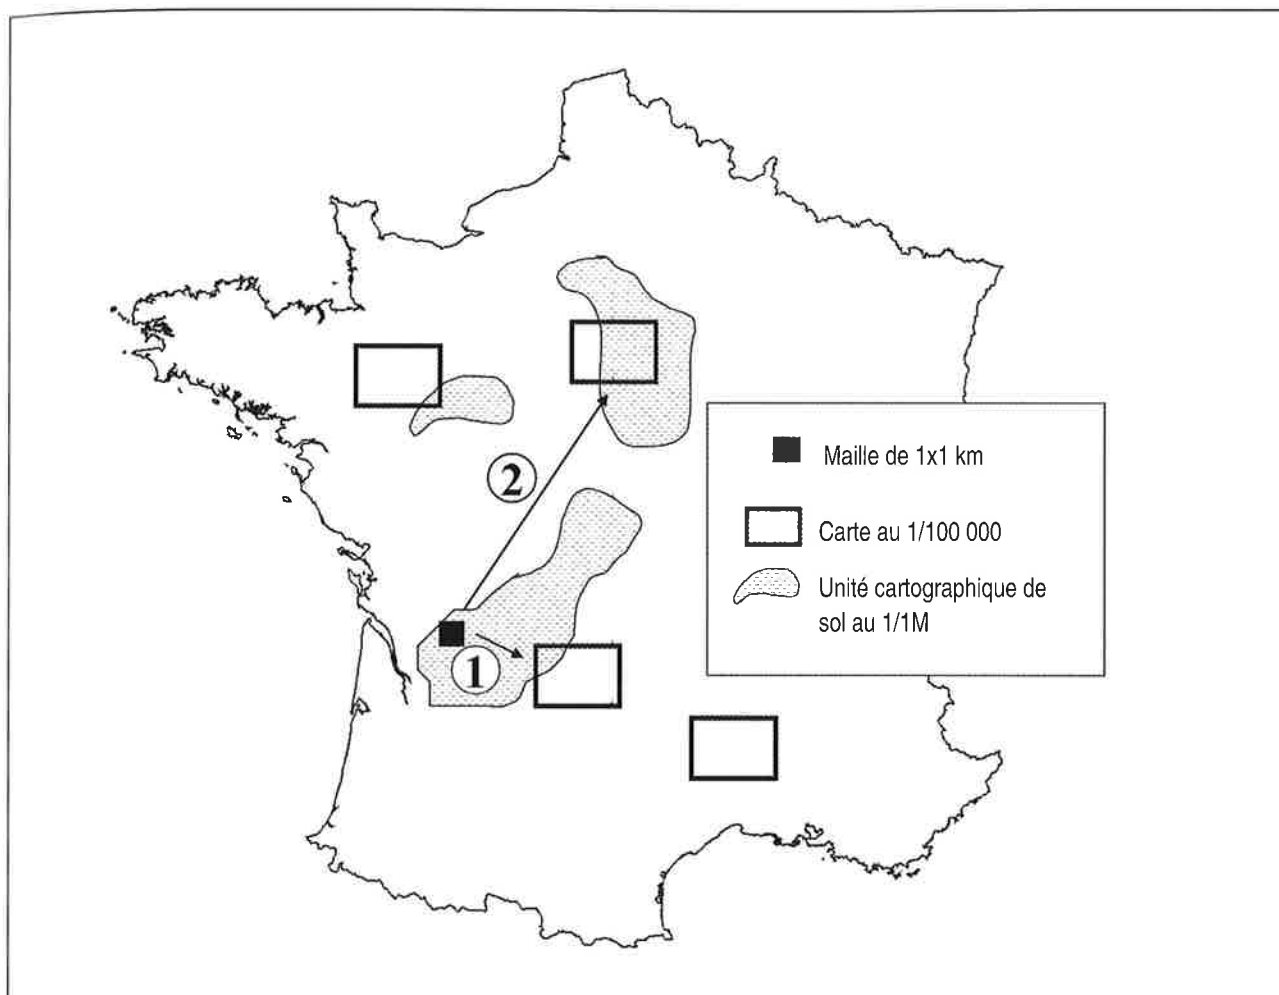 2
1
Maille de 1x1 km
Carte au 1/100 000
Unité cartographique de
sol au 1/1M